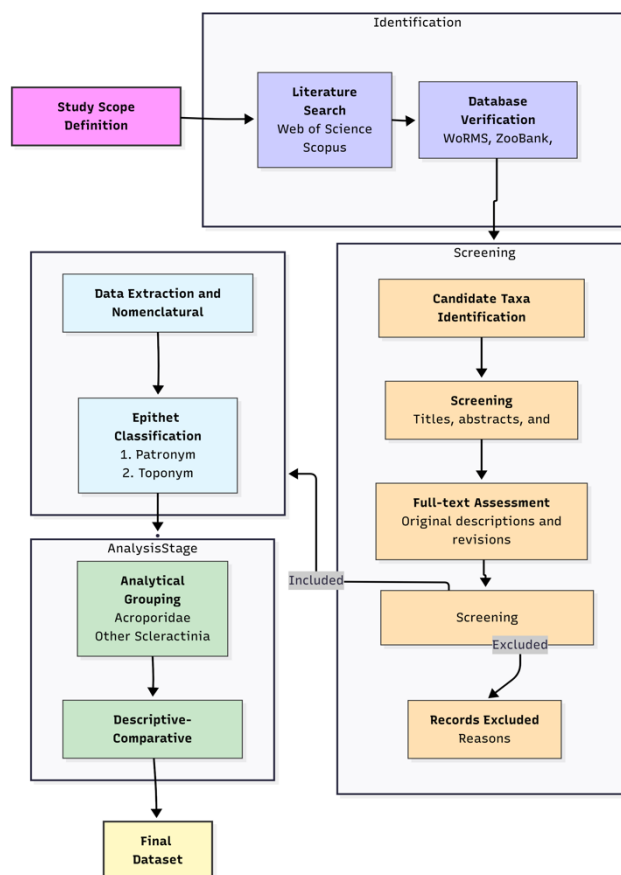 Identification
Study Scope
Definition
Literature
Search
Web of Science
Scopus
Database
Verification
WoRMS, ZooBank,
Screening
Candidate Taxa
Identification
Screening
Titles, abstracts, and
Full-text Assessment
Original descriptions and
revisions
Screening
Included
Excluded
Records Excluded
Reasons
Data Extraction and
Nomenclatural
Epithet
Classification
1. Patronym
2. Toponym
AnalysisStage
Analytical
Grouping
Acroporidae
Other Scleractinia
Descriptive-
Comparative
Final
Dataset